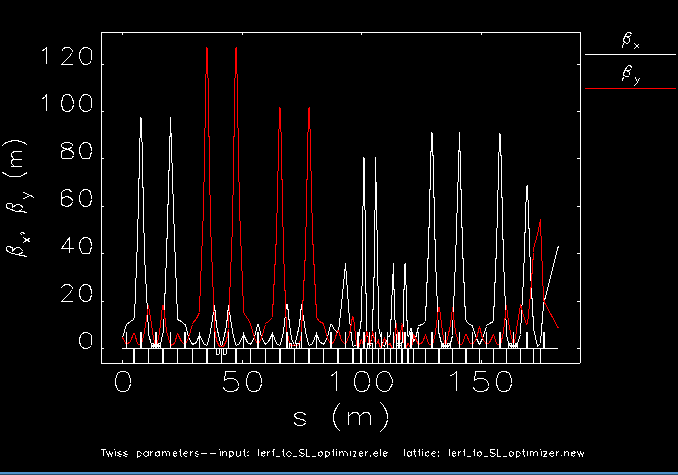 βx
βy
120
100
80
60
40
20
0
βx, βy (m)
0 50 100 150
s (m)
Twiss parameters--input: lerf_to_SL_optimizer.ele lattice: lerf_to_SL_optimizer.new